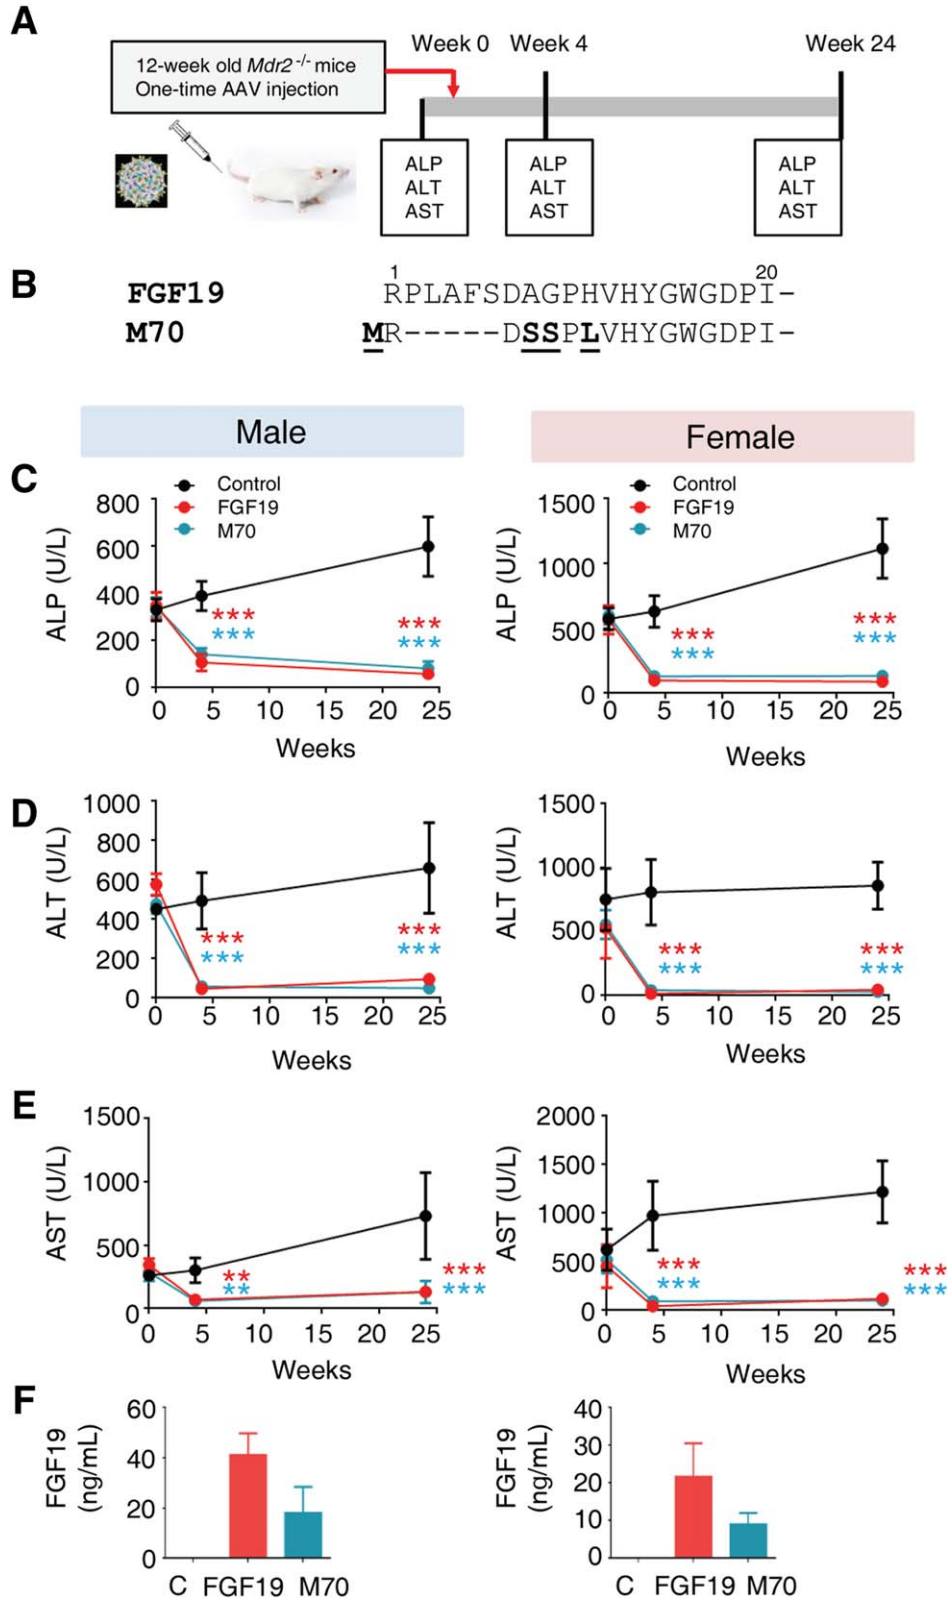 A
Week 0 Week 4 Week 24
12-week old Mdr2 -/- mice
One-time AAV injection
ALP ALP ALP
ALT ALT ALT
AST AST AST
B
1 20
FGF19 RPLAFSDAGPHVHYGWGDPI–
M70 MR-----DSSPLVHYGWGDPI–
Male Female
C
Control
FGF19
M70
ALP (U/L)
800
600
400
200
0
***
***
***
***
0 5 10 15 20 25
Weeks
Control
FGF19
M70
ALP (U/L)
1500
1000
500
0
***
***
***
***
0 5 10 15 20 25
Weeks
D
ALT (U/L)
1000
800
600
400
200
0
***
***
***
***
0 5 10 15 20 25
Weeks
ALT (U/L)
1500
1000
500
0
***
***
***
***
0 5 10 15 20 25
Weeks
E
AST (U/L)
1500
1000
500
0
**
**
***
***
0 5 10 15 20 25
Weeks
AST (U/L)
2000
1500
1000
500
0
***
***
***
***
0 5 10 15 20 25
Weeks
F
FGF19
(ng/mL)
60
40
20
0
C FGF19 M70
FGF19
(ng/mL)
40
30
20
10
0
C FGF19 M70